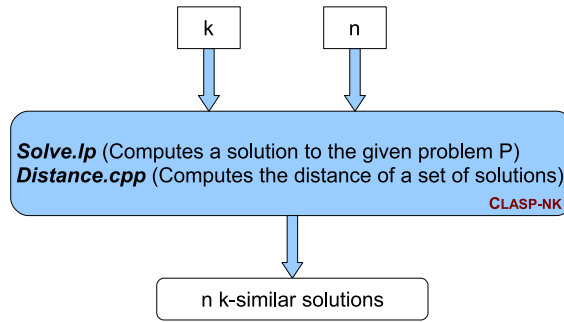 k
n
Solve.lp (Computes a solution to the given problem P)
Distance.cpp (Computes the distance of a set of solutions)
CLASP-NK
n k-similar solutions